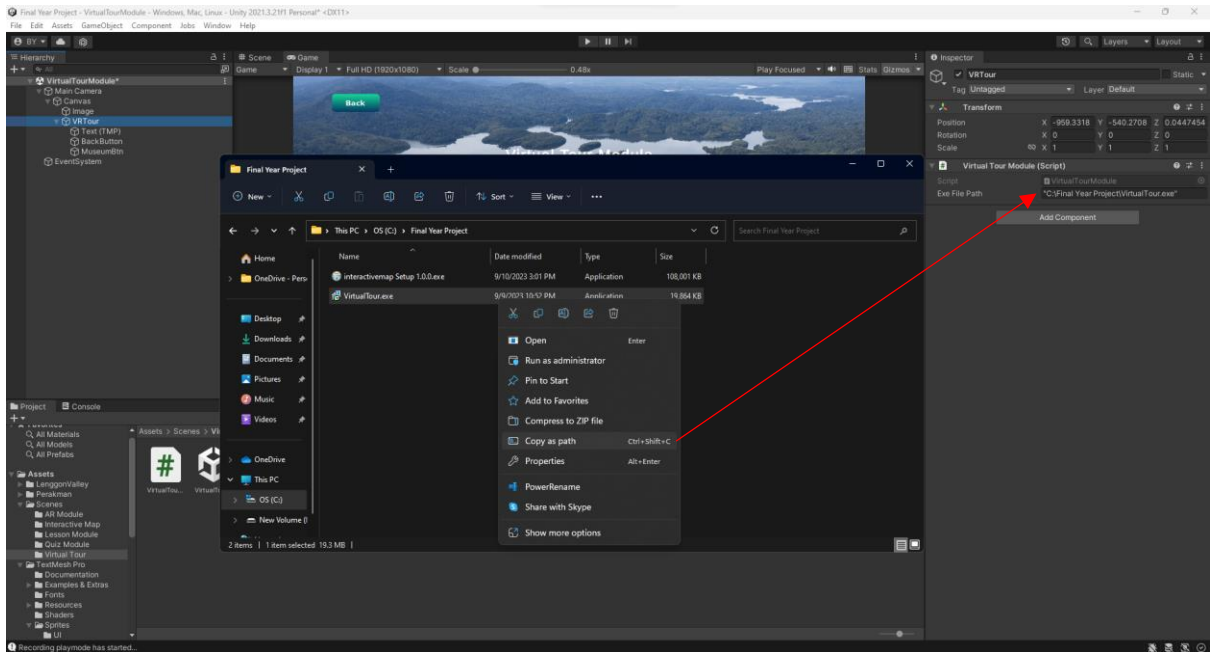 Final Year Project - VirtualTourModule - Windows, Mac, Linux - Unity 2021.3.21f1 Personal* <DX11>
File Edit Assets GameObject Component Jobs Window Help
BY
Layers Layout
Hierarchy
All
VirtualTourModule*
Main Camera
Canvas
Image
VRTour
Text (TMP)
BackButton
MuseumBtn
EventSystem
Scene Game
Game Display 1 Full HD (1920x1080) Scale 0.48x Play Focused Stats Gizmos
Back
Virtual Tour Module
Final Year Project
New Sort View
This PC > OS (C:) > Final Year Project
Search Final Year Project
Home
OneDrive - Pers
Desktop
Downloads
Documents
Pictures
Music
Videos
OneDrive
This PC
OS (C:)
New Volume (
Name Date modified Type Size
interactivemap Setup 1.0.0.exe 9/10/2023 3:01 PM Application 108,001 KB
VirtualTour.exe 9/9/2023 10:52 PM Application 19,864 KB
Open Enter
Run as administrator
Pin to Start
Add to Favorites
Compress to ZIP file
Copy as path Ctrl+Shift+C
Properties Alt+Enter
PowerRename
Share with Skype
Show more options
2 items 1 item selected 19.3 MB
Inspector
VRTour Static
Tag Untagged Layer Default
Transform
Position X -959.3318 Y -540.2708 Z 0.0447454
Rotation X 0 Y 0 Z 0
Scale X 1 Y 1 Z 1
Virtual Tour Module (Script)
Script VirtualTourModule
Exe File Path "C:\Final Year Project\VirtualTour.exe"
Add Component
Project Console
Favorites
All Materials
All Models
All Prefabs
Assets
LenggonValley
Perakman
Scenes
AR Module
Interactive Map
Lesson Module
Quiz Module
Virtual Tour
TextMesh Pro
Documentation
Examples & Extras
Fonts
Resources
Shaders
Sprites
UI
Assets > Scenes > Vi
#
VirtualTou... VirtualT
Recording playmode has started...